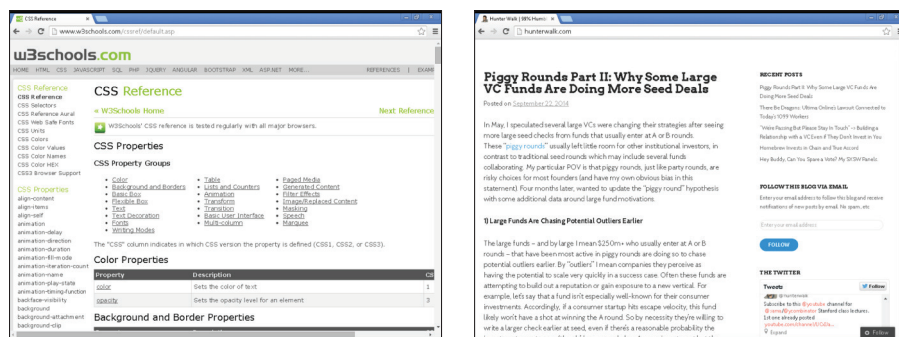 CSS Reference
www.w3schools.com/cssref/default.asp
w3schools.com
HOME HTML CSS JAVASCRIPT SQL PHP JQUERY ANGULAR BOOTSTRAP XML ASP.NET MORE... REFERENCES | EXAM
CSS Reference
CSS Reference
CSS Selectors
CSS Reference Aural
CSS Web Safe Fonts
CSS Units
CSS Colors
CSS Color Values
CSS Color Names
CSS Color HEX
CSS3 Browser Support
CSS Properties
align-content
align-items
align-self
animation
animation-delay
animation-direction
animation-duration
animation-fill-mode
animation-iteration-count
animation-name
animation-play-state
animation-timing-function
backface-visibility
background
background-attachment
background-clip
CSS Reference
« W3Schools Home
Next Reference
W3Schools' CSS reference is tested regularly with all major browsers.
CSS Properties
CSS Property Groups
Color
Background and Borders
Basic Box
Flexible Box
Text
Text Decoration
Fonts
Writing Modes
Table
Lists and Counters
Animation
Transform
Transition
Basic User Interface
Multi-column
Paged Media
Generated Content
Filter Effects
Image/Replaced Content
Masking
Speech
Marquee
The "CSS" column indicates in which CSS version the property is defined (CSS1, CSS2, or CSS3).
Color Properties
Property Description CS
color Sets the color of text 1
opacity Sets the opacity level for an element 3
Background and Border Properties
hunterwalk.com
Piggy Rounds Part II: Why Some Large
VC Funds Are Doing More Seed Deals
Posted on September 22, 2014
In May, I speculated several large VCs were changing their strategies after seeing
more large seed checks from funds that usually enter at A or B rounds.
These "piggy rounds" usually left little room for other institutional investors, in
contrast to traditional seed rounds which may include several funds
collaborating. My particular POV is that piggy rounds, just like party rounds, are
risky choices for most founders (and have my own obvious bias in this
statement). Four months later, wanted to update the "piggy round" hypothesis
with some additional data around large fund motivations
1) Large Funds Are Chasing Potential Outliers Earlier
The large funds – and by large I mean $250m+ who usually enter at A or B
rounds – that have been most active in piggy rounds are doing so to chase
potential outliers earlier. By "outliers" I mean companies they perceive as
having the potential to scale very quickly in a success case. Often these funds are
attempting to build out a reputation or gain exposure to a new vertical. For
example, let's say that a fund isn't especially well-known for their consumer
investments. Accordingly, if a consumer startup hits escape velocity, this fund
likely won't have a shot at winning the A round. So by necessity they're willing to
write a larger check earlier at seed, even if there's a reasonable probability the
RECENT POSTS
Piggy Rounds Part II: Why Some Large VC Funds Are
Doing More Seed Deals
There Be Dragons: Ultima Online's Lawsuit Connected to
Today's 1099 Workers
"We're Passing But Please Stay In Touch" – Building a
Relationship with a VC Even if They Don't Invest in You
Homebrew Invests in Chain and True Accord
Hey Buddy, Can You Spare a Vote? My SXSW Panels
FOLLOW THIS BLOG VIA EMAIL
Enter your email address to follow this blog and receive
notifications of new posts by email. No spam, etc
Enter your email address
FOLLOW
THE TWITTER
Tweets Follow
@hunterwalk
Subscribe to this @youtube channel for
Stanford class lectures.
1st one already posted
Expand
Follow